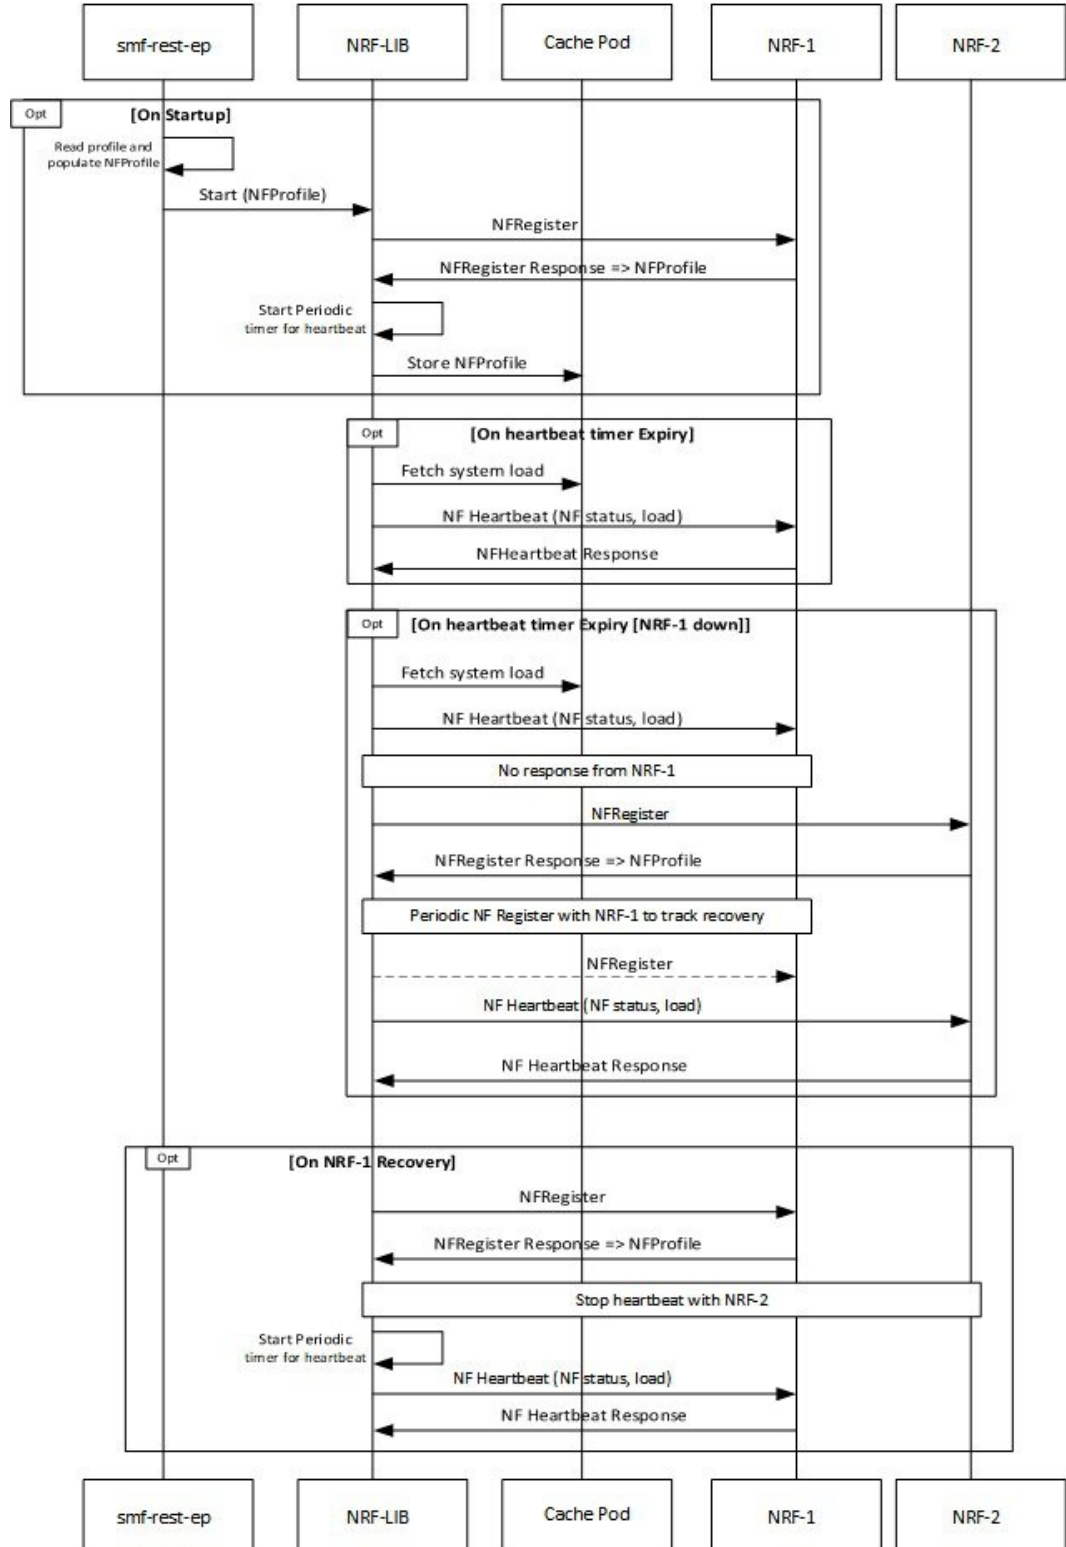 smf-rest-ep
NRF-LIB
Cache Pod
NRF-1
NRF-2
Opt
[On Startup]
Read profile and
populate NFProfile
Start (NFProfile)
NFRegister
NFRegister Response => NFProfile
Start Periodic
timer for heartbeat
Store NFProfile
Opt
[On heartbeat timer Expiry]
Fetch system load
NF Heartbeat (NF status, load)
NFHeartbeat Response
Opt
[On heartbeat timer Expiry [NRF-1 down]]
Fetch system load
NF Heartbeat (NF status, load)
No response from NRF-1
NFRegister
NFRegister Response => NFProfile
Periodic NF Register with NRF-1 to track recovery
NFRegister
NF Heartbeat (NF status, load)
NF Heartbeat Response
Opt
[On NRF-1 Recovery]
NFRegister
NFRegister Response => NFProfile
Stop heartbeat with NRF-2
Start Periodic
timer for heartbeat
NF Heartbeat (NF status, load)
NF Heartbeat Response
smf-rest-ep
NRF-LIB
Cache Pod
NRF-1
NRF-2